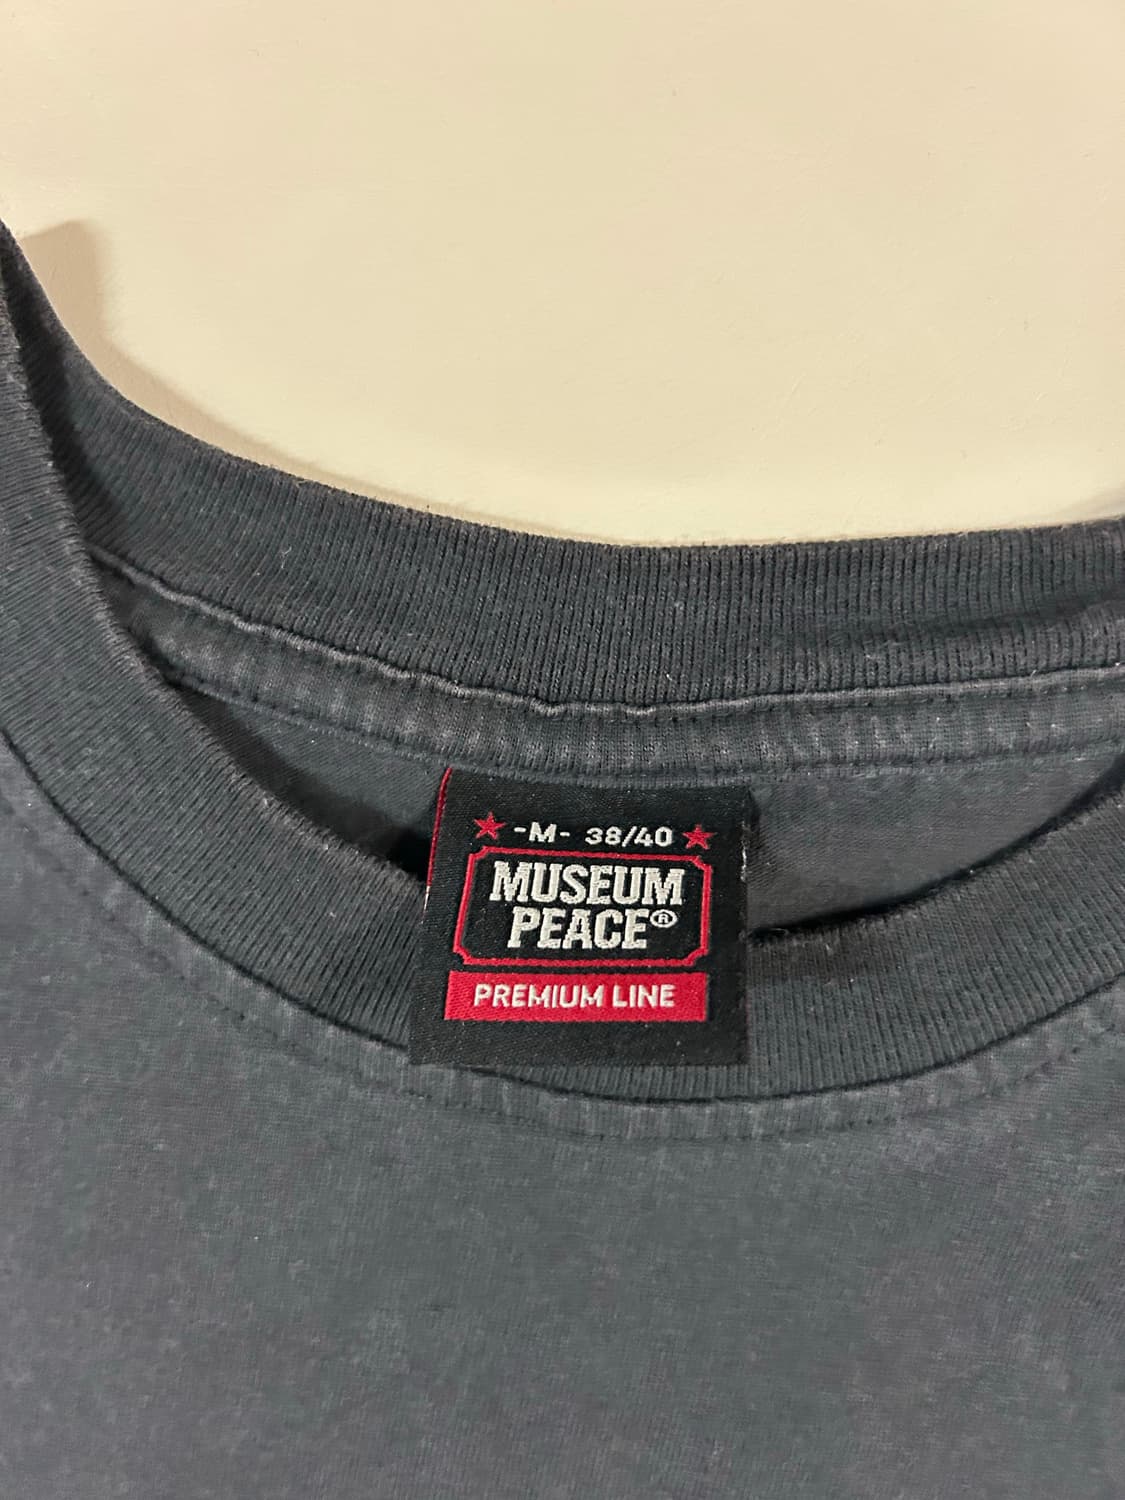 -M- 38/40
MUSEUM
PEACE®
PREMIUM LINE